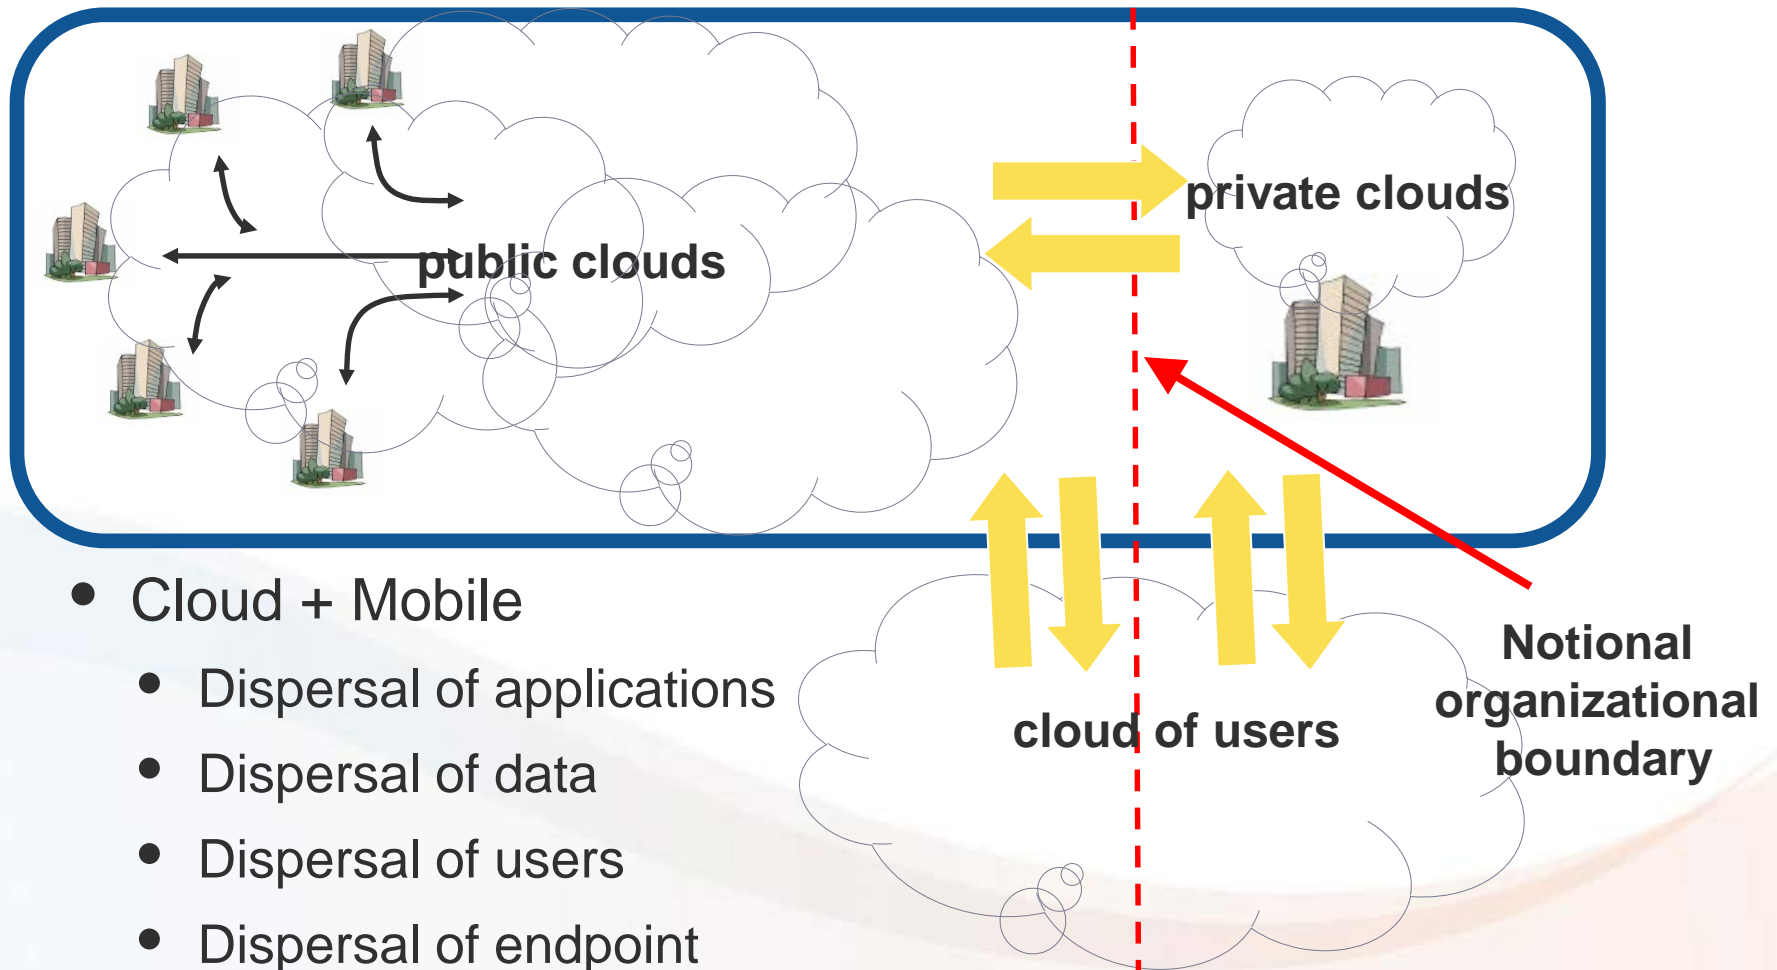 private clouds
public clouds
• Cloud + Mobile
• Dispersal of applications
• Dispersal of data
• Dispersal of users
• Dispersal of endpoint
cloud of users
Notional
organizational
boundary